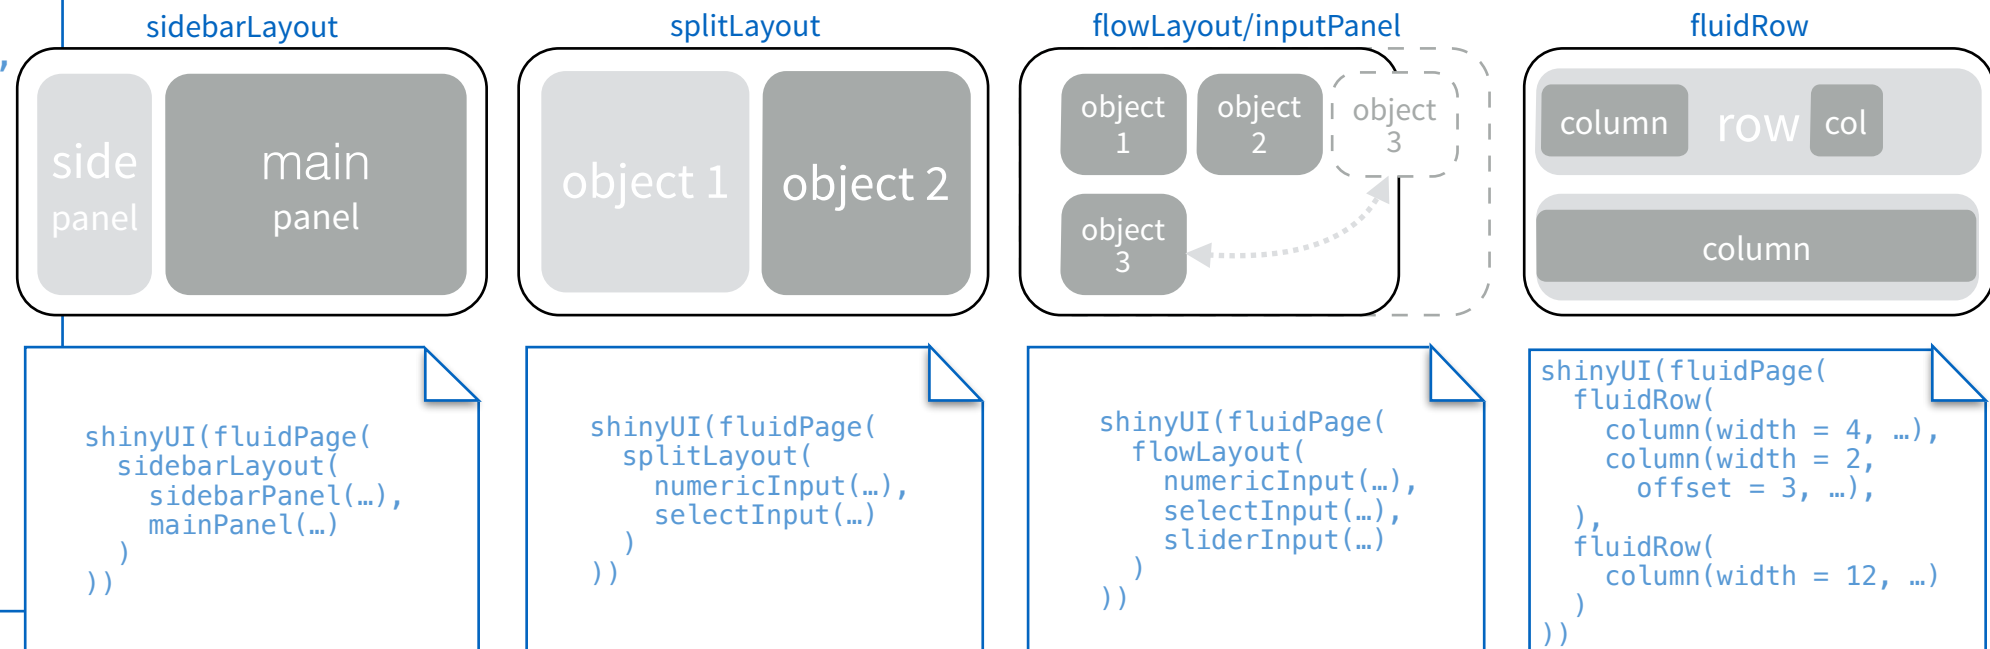 sidebarLayout
splitLayout
flowLayout/inputPanel
fluidRow
,
side
panel
main
panel
object 1
object 2
object
1
object
2
object
3
object
3
column
row
col
column
shinyUI(fluidPage(
  sidebarLayout(
    sidebarPanel(…),
    mainPanel(…)
  )
))
shinyUI(fluidPage(
  splitLayout(
    numericInput(…),
    selectInput(…)
  )
))
shinyUI(fluidPage(
  flowLayout(
    numericInput(…),
    selectInput(…),
    sliderInput(…)
  )
))
shinyUI(fluidPage(
  fluidRow(
    column(width = 4, …),
    column(width = 2,
      offset = 3, …),
  ),
  fluidRow(
    column(width = 12, …)
  )
))